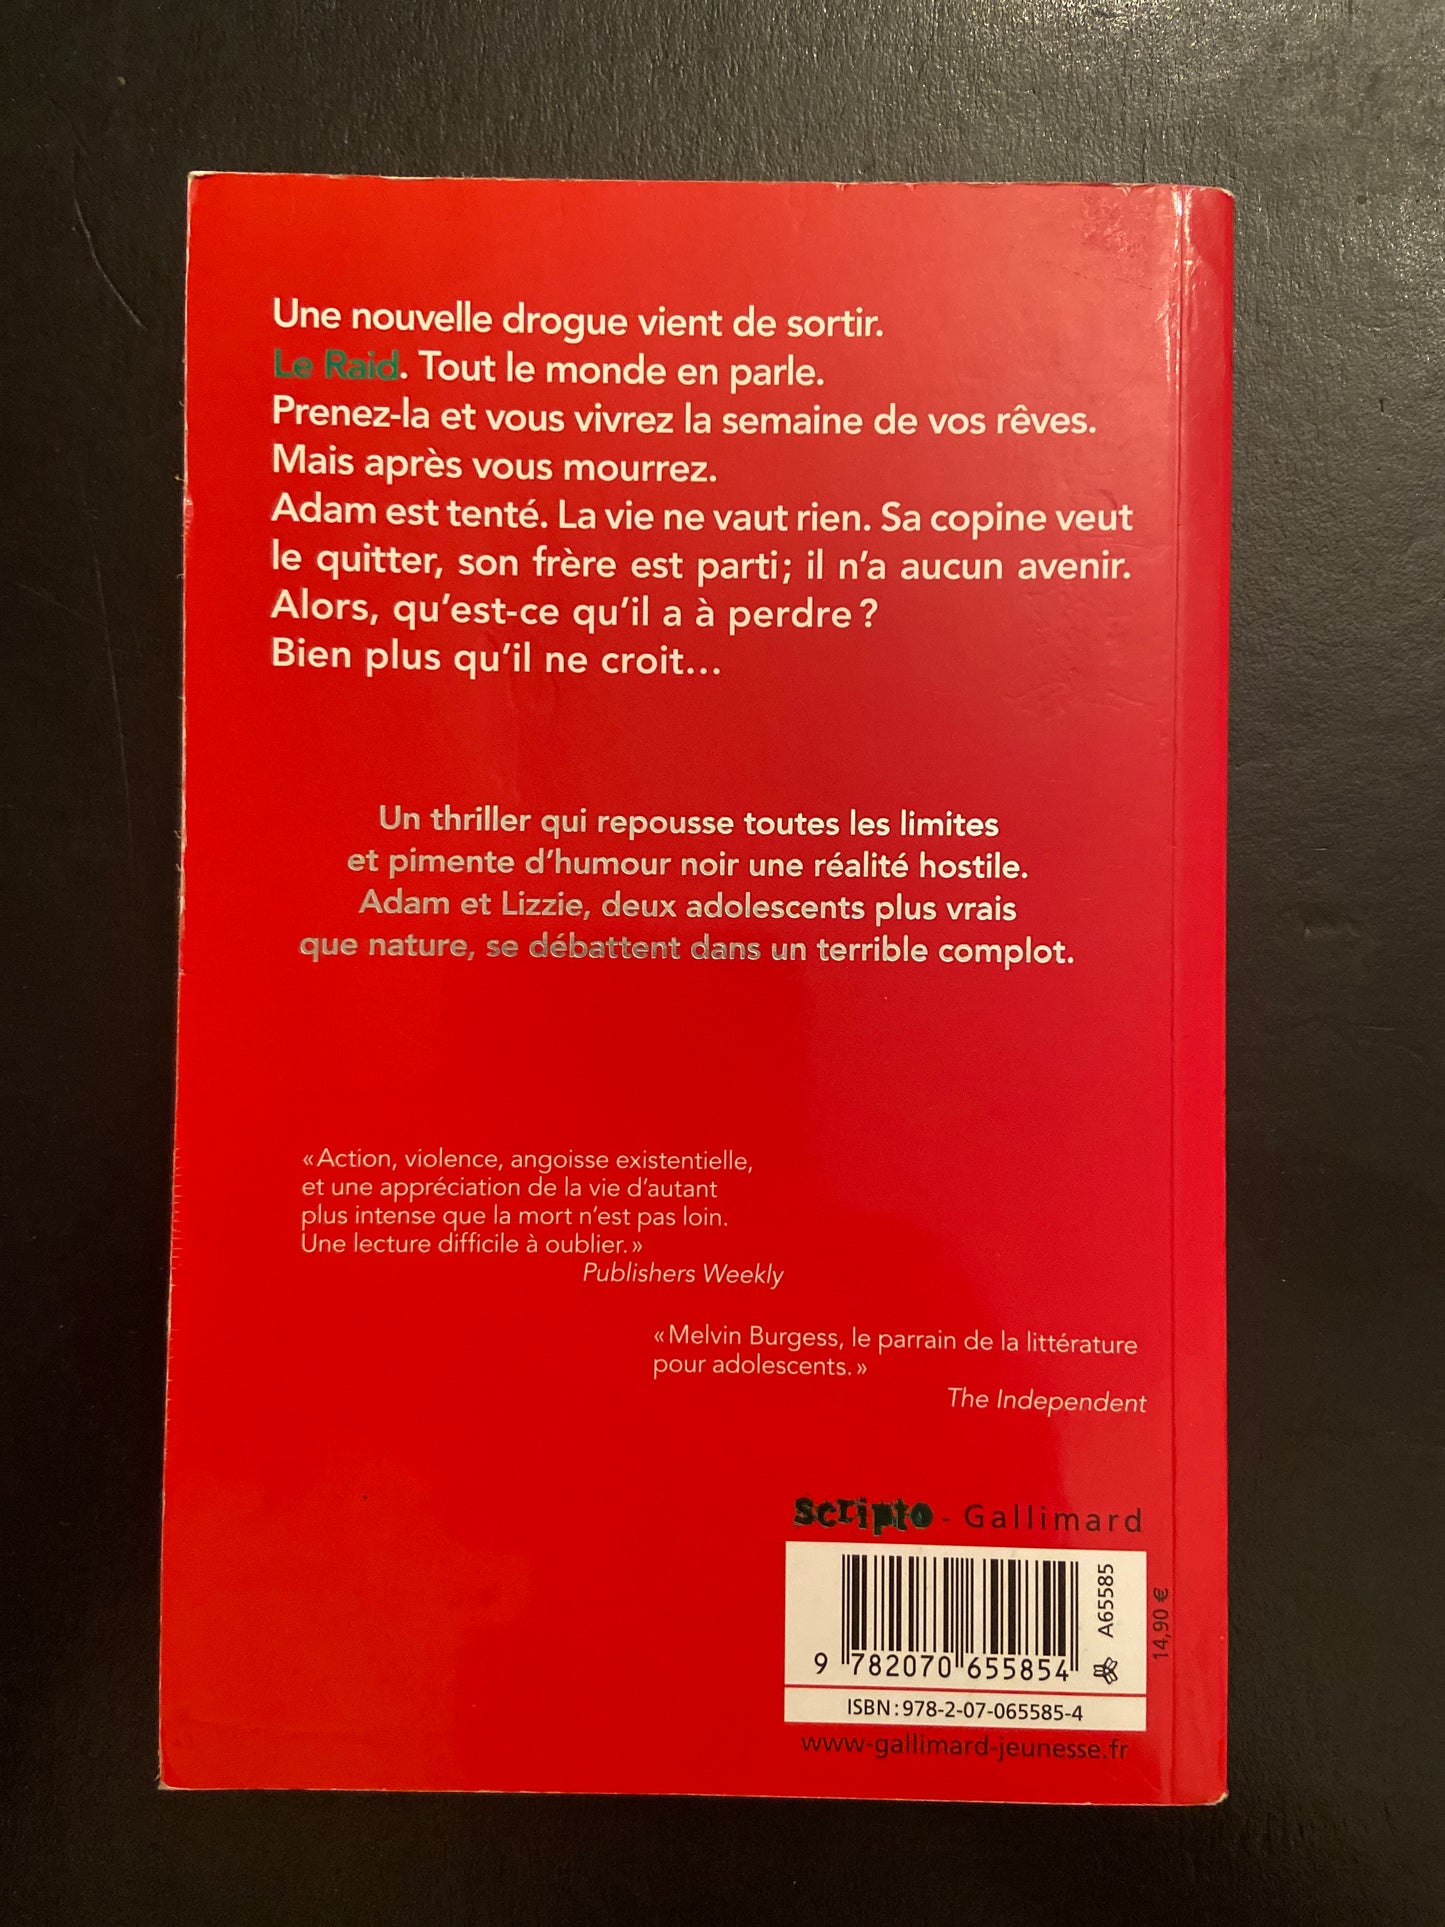 Une nouvelle drogue vient de sortir.
Le Raid. Tout le monde en parle.
Prenez-la et vous vivrez la semaine de vos rêves.
Mais après vous mourrez.
Adam est tenté. La vie ne vaut rien. Sa copine veut
le quitter, son frère est parti ; il n'a aucun avenir.
Alors, qu'est-ce qu'il a à perdre ?
Bien plus qu'il ne croit...
Un thriller qui repousse toutes les limites
et pimente d'humour noir une réalité hostile.
Adam et Lizzie, deux adolescents plus vrais
que nature, se débattent dans un terrible complot.
« Action, violence, angoisse existentielle,
et une appréciation de la vie d'autant
plus intense que la mort n'est pas loin.
Une lecture difficile à oublier. »
Publishers Weekly
« Melvin Burgess, le parrain de la littérature
pour adolescents. »
The Independent
scripto - Gallimard
A65585
14,90 €
9 782070 655854
ISBN : 978-2-07-065585-4
www-gallimard-jeunesse.fr